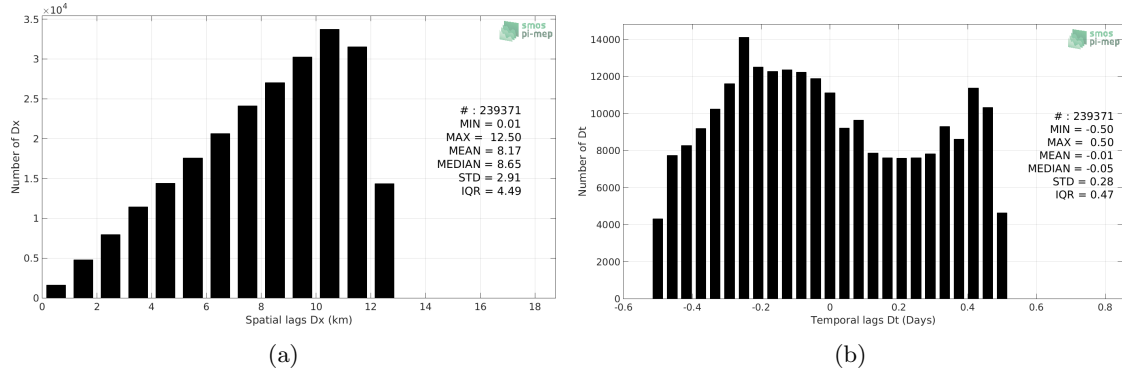 ×10⁴
3.5
3
2.5
2
1.5
1
0.5
0
0
2
4
6
8
10
12
14
16
18
Number of Dx
Spatial lags Dx (km)
smos
pi-mep
# : 239371
MIN = 0.01
MAX = 12.50
MEAN = 8.17
MEDIAN = 8.65
STD = 2.91
IQR = 4.49
(a)
14000
12000
10000
8000
6000
4000
2000
0
-0.6
-0.4
-0.2
0
0.2
0.4
0.6
0.8
Number of Dt
Temporal lags Dt (Days)
smos
pi-mep
# : 239371
MIN = -0.50
MAX = 0.50
MEAN = -0.01
MEDIAN = -0.05
STD = 0.28
IQR = 0.47
(b)